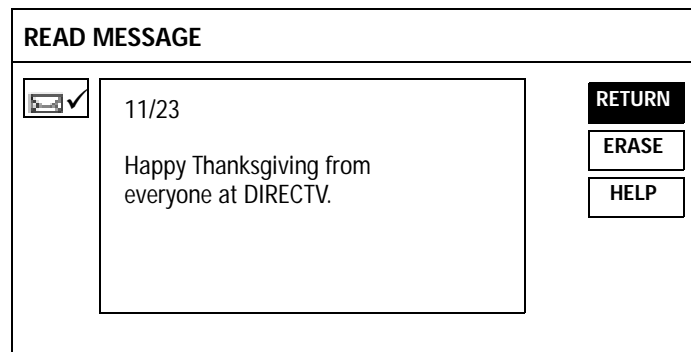 READ MESSAGE
11/23
Happy Thanksgiving from
everyone at DIRECTV.
RETURN
ERASE
HELP